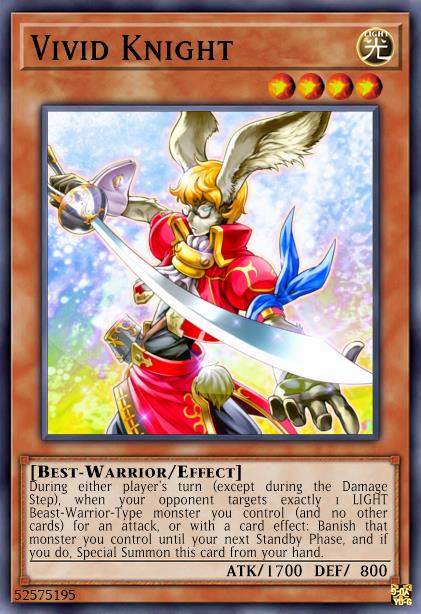 VIVID KNIGHT
LIGHT
光
[BEST-WARRIOR/EFFECT]
During either player's turn (except during the Damage
Step), when your opponent targets exactly 1 LIGHT
Beast-Warrior-Type monster you control (and no other
cards) for an attack, or with a card effect: Banish that
monster you control until your next Standby Phase, and if
you do, Special Summon this card from your hand.
ATK/1700 DEF/ 800
52575195